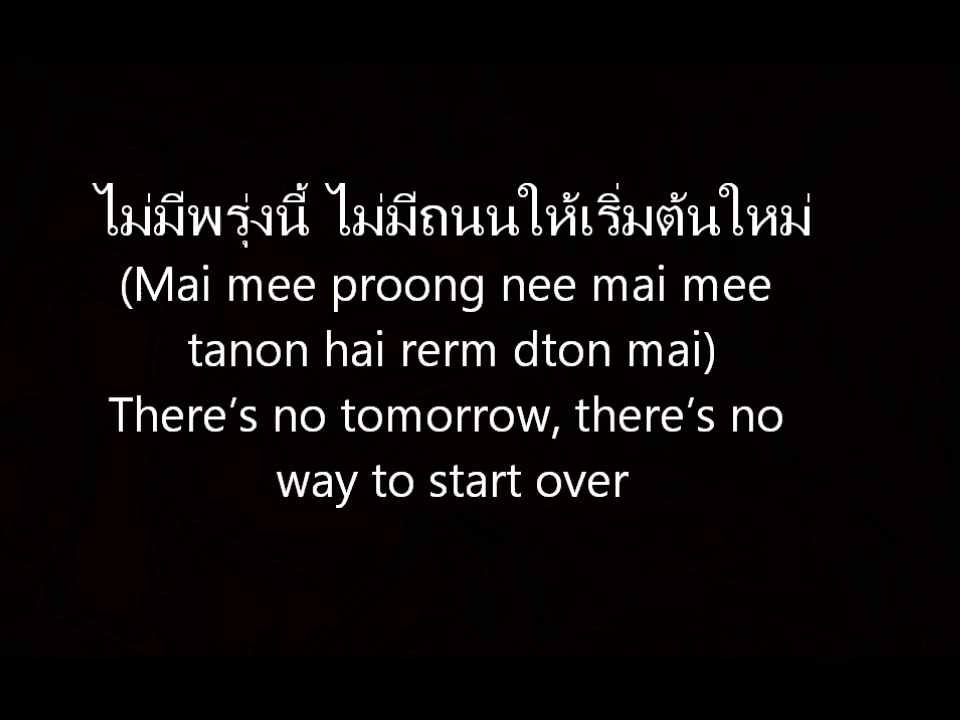 ไม่มีพรุ่งนี้ ไม่มีถนนให้เริ่มต้นใหม่
(Mai mee proong nee mai mee
tanon hai rerm dton mai)
There’s no tomorrow, there’s no
way to start over